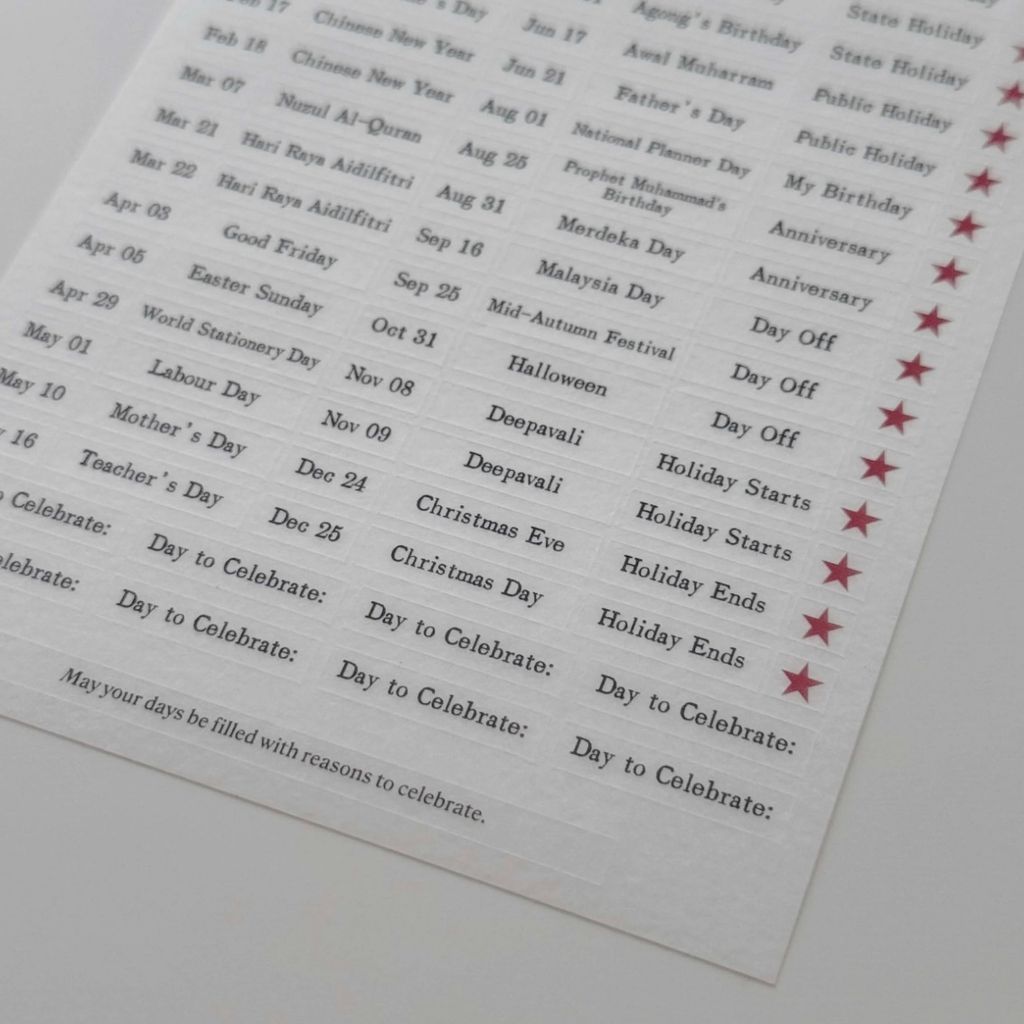 17 Chinese New Year
Feb 18 Chinese New Year
Mar 07 Nuzul Al-Quran
Mar 21 Hari Raya Aidilfitri
Mar 22 Hari Raya Aidilfitri
Apr 03 Good Friday
Apr 05 Easter Sunday
Apr 29 World Stationery Day
May 01 Labour Day
May 10 Mother's Day
16 Teacher's Day
Agong's Birthday
Jun 17 Awal Muharram
Jun 21 Father's Day
Aug 01 National Planner Day
Aug 25 Prophet Muhammad's
Birthday
Aug 31 Merdeka Day
Sep 16 Malaysia Day
Sep 25 Mid-Autumn Festival
Oct 31 Halloween
Nov 08 Deepavali
Nov 09 Deepavali
Dec 24 Christmas Eve
Dec 25 Christmas Day
State Holiday
State Holiday
Public Holiday
Public Holiday
My Birthday
Anniversary
Anniversary
Day Off
Day Off
Day Off
Holiday Starts
Holiday Starts
Holiday Ends
Holiday Ends
Celebrate: Day to Celebrate: Day to Celebrate: Day to Celebrate:
Day to Celebrate: Day to Celebrate: Day to Celebrate:
May your days be filled with reasons to celebrate.